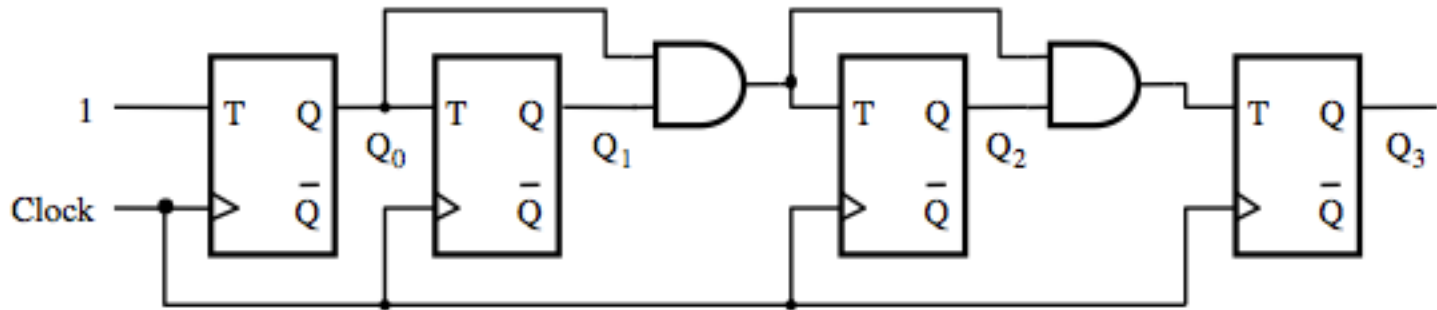 1 T Q T Q T Q T Q
Q₀ Q₁ Q₂ Q₃
Clock Q̅ Q̅ Q̅ Q̅